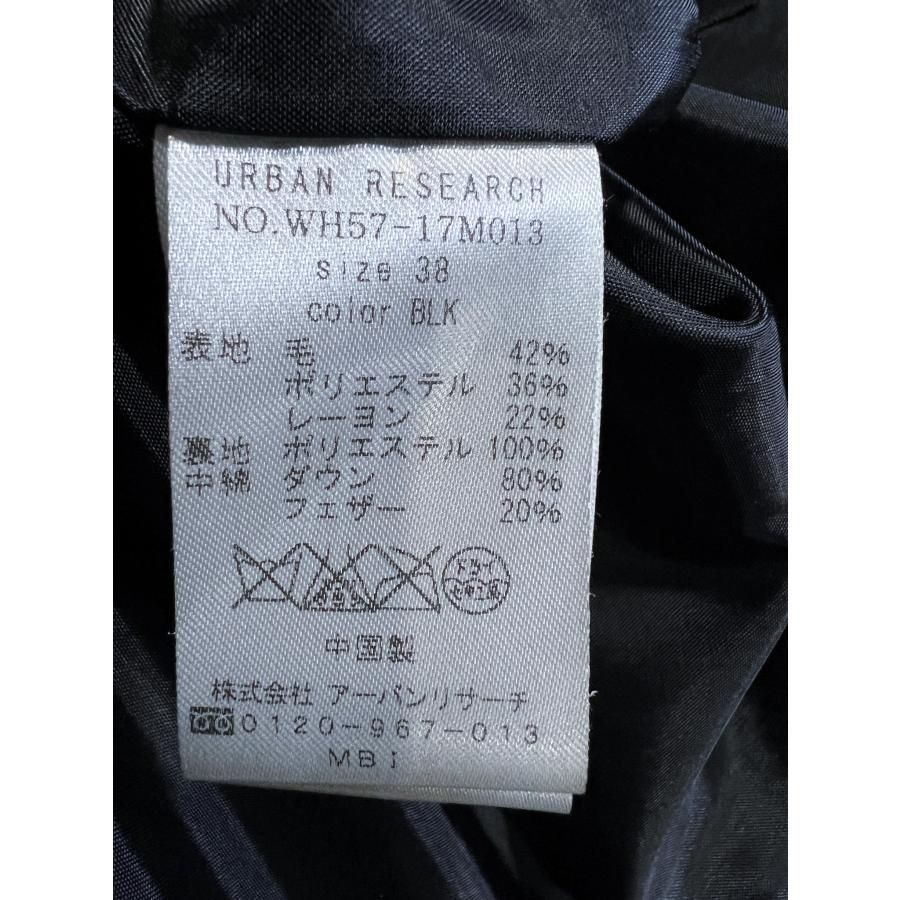 URBAN RESEARCH
NO.WH57-17M013
size 38
color BLK
表地 毛 42%
ポリエステル 36%
レーヨン 22%
裏地 ポリエステル 100%
中綿 ダウン 80%
フェザー 20%
ドライ
中国製
株式会社 アーバンリサーチ
0120-967-013
MBI